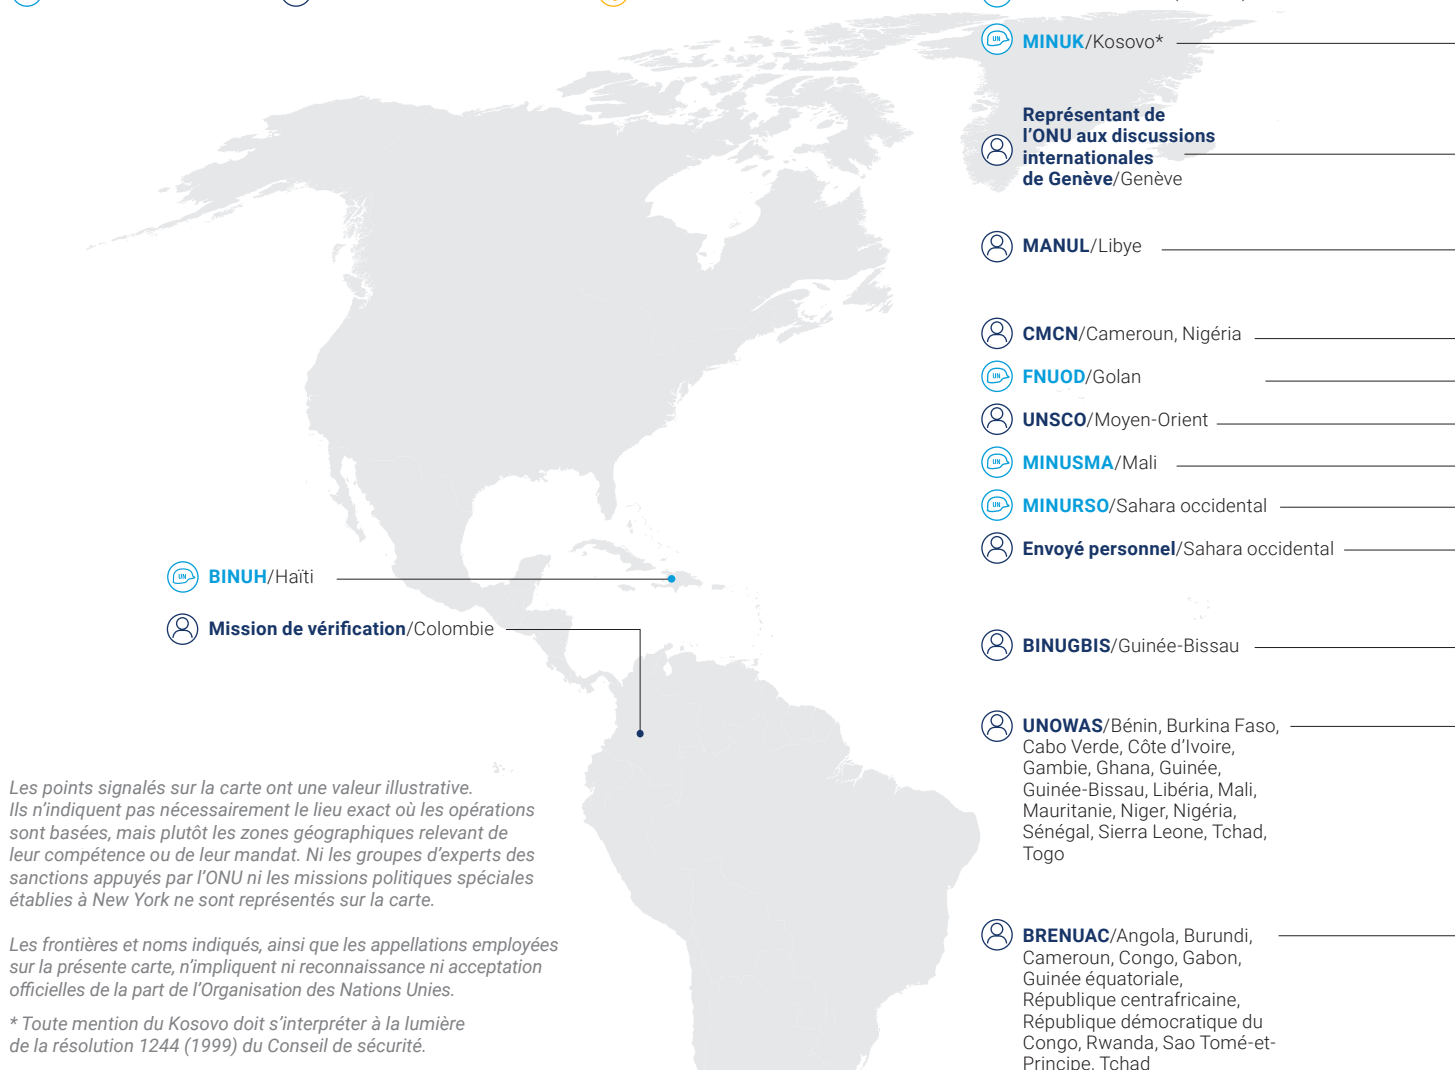 MINUK/Kosovo*
Représentant de
l'ONU aux discussions
internationales
de Genève/Genève
MANUL/Libye
CMCN/Cameroun, Nigéria
FNUOD/Golan
UNSCO/Moyen-Orient
MINUSMA/Mali
MINURSO/Sahara occidental
Envoyé personnel/Sahara occidental
BINUH/Haïti
Mission de vérification/Colombie
BINUGBIS/Guinée-Bissau
UNOWAS/Bénin, Burkina Faso,
Cabo Verde, Côte d'Ivoire,
Gambie, Ghana, Guinée,
Guinée-Bissau, Libéria, Mali,
Mauritanie, Niger, Nigéria,
Sénégal, Sierra Leone, Tchad,
Togo
BRENUAC/Angola, Burundi,
Cameroun, Congo, Gabon,
Guinée équatoriale,
République centrafricaine,
République démocratique du
Congo, Rwanda, Sao Tomé-et-
Principe, Tchad
Les points signalés sur la carte ont une valeur illustrative.
Ils n'indiquent pas nécessairement le lieu exact où les opérations
sont basées, mais plutôt les zones géographiques relevant de
leur compétence ou de leur mandat. Ni les groupes d'experts des
sanctions appuyés par l'ONU ni les missions politiques spéciales
établies à New York ne sont représentés sur la carte.
Les frontières et noms indiqués, ainsi que les appellations employées
sur la présente carte, n'impliquent ni reconnaissance ni acceptation
officielles de la part de l'Organisation des Nations Unies.
* Toute mention du Kosovo doit s'interpréter à la lumière
de la résolution 1244 (1999) du Conseil de sécurité.